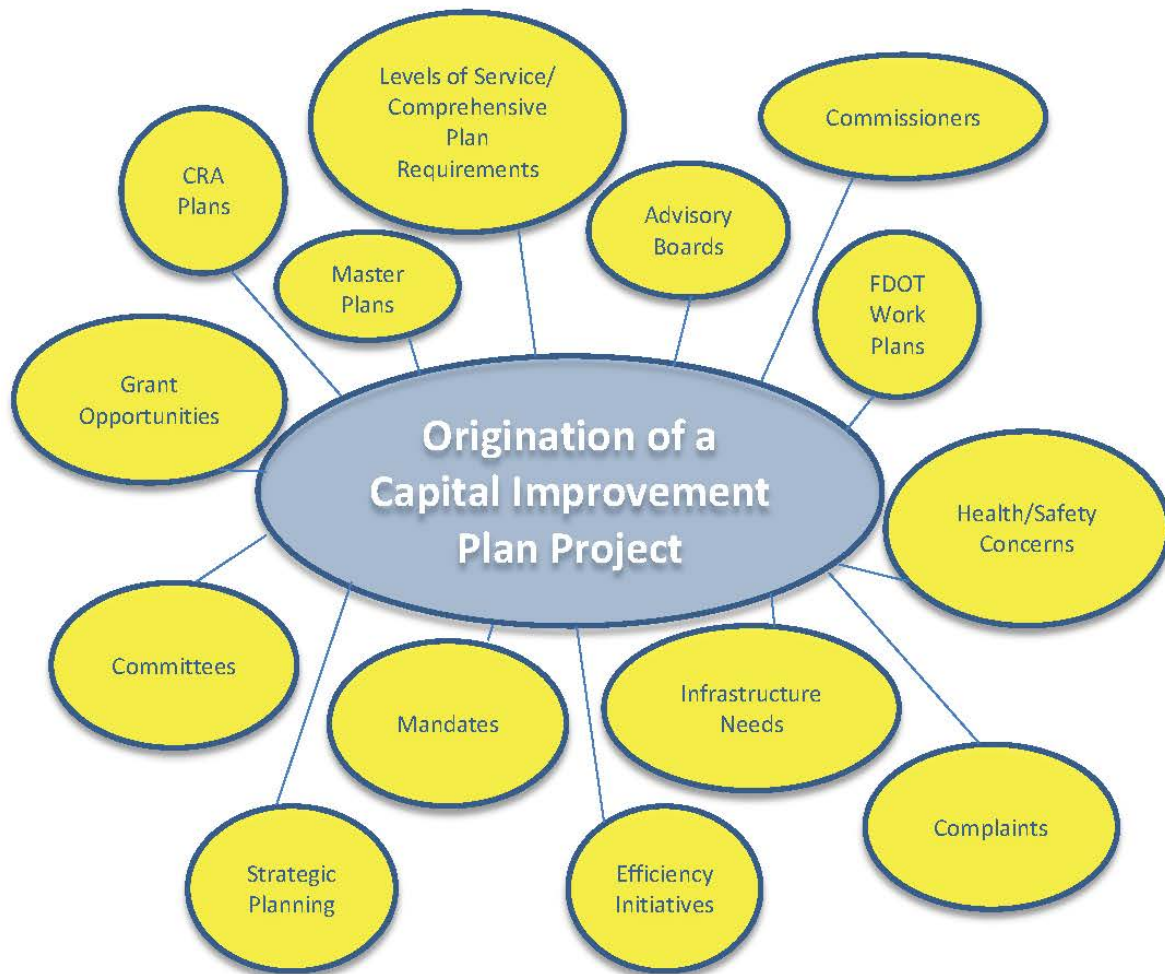 Levels of Service/
Comprehensive
Plan
Requirements
Commissioners
CRA
Plans
Advisory
Boards
Master
Plans
FDOT
Work
Plans
Grant
Opportunities
Origination of a
Capital Improvement
Plan Project
Health/Safety
Concerns
Committees
Mandates
Infrastructure
Needs
Complaints
Strategic
Planning
Efficiency
Initiatives